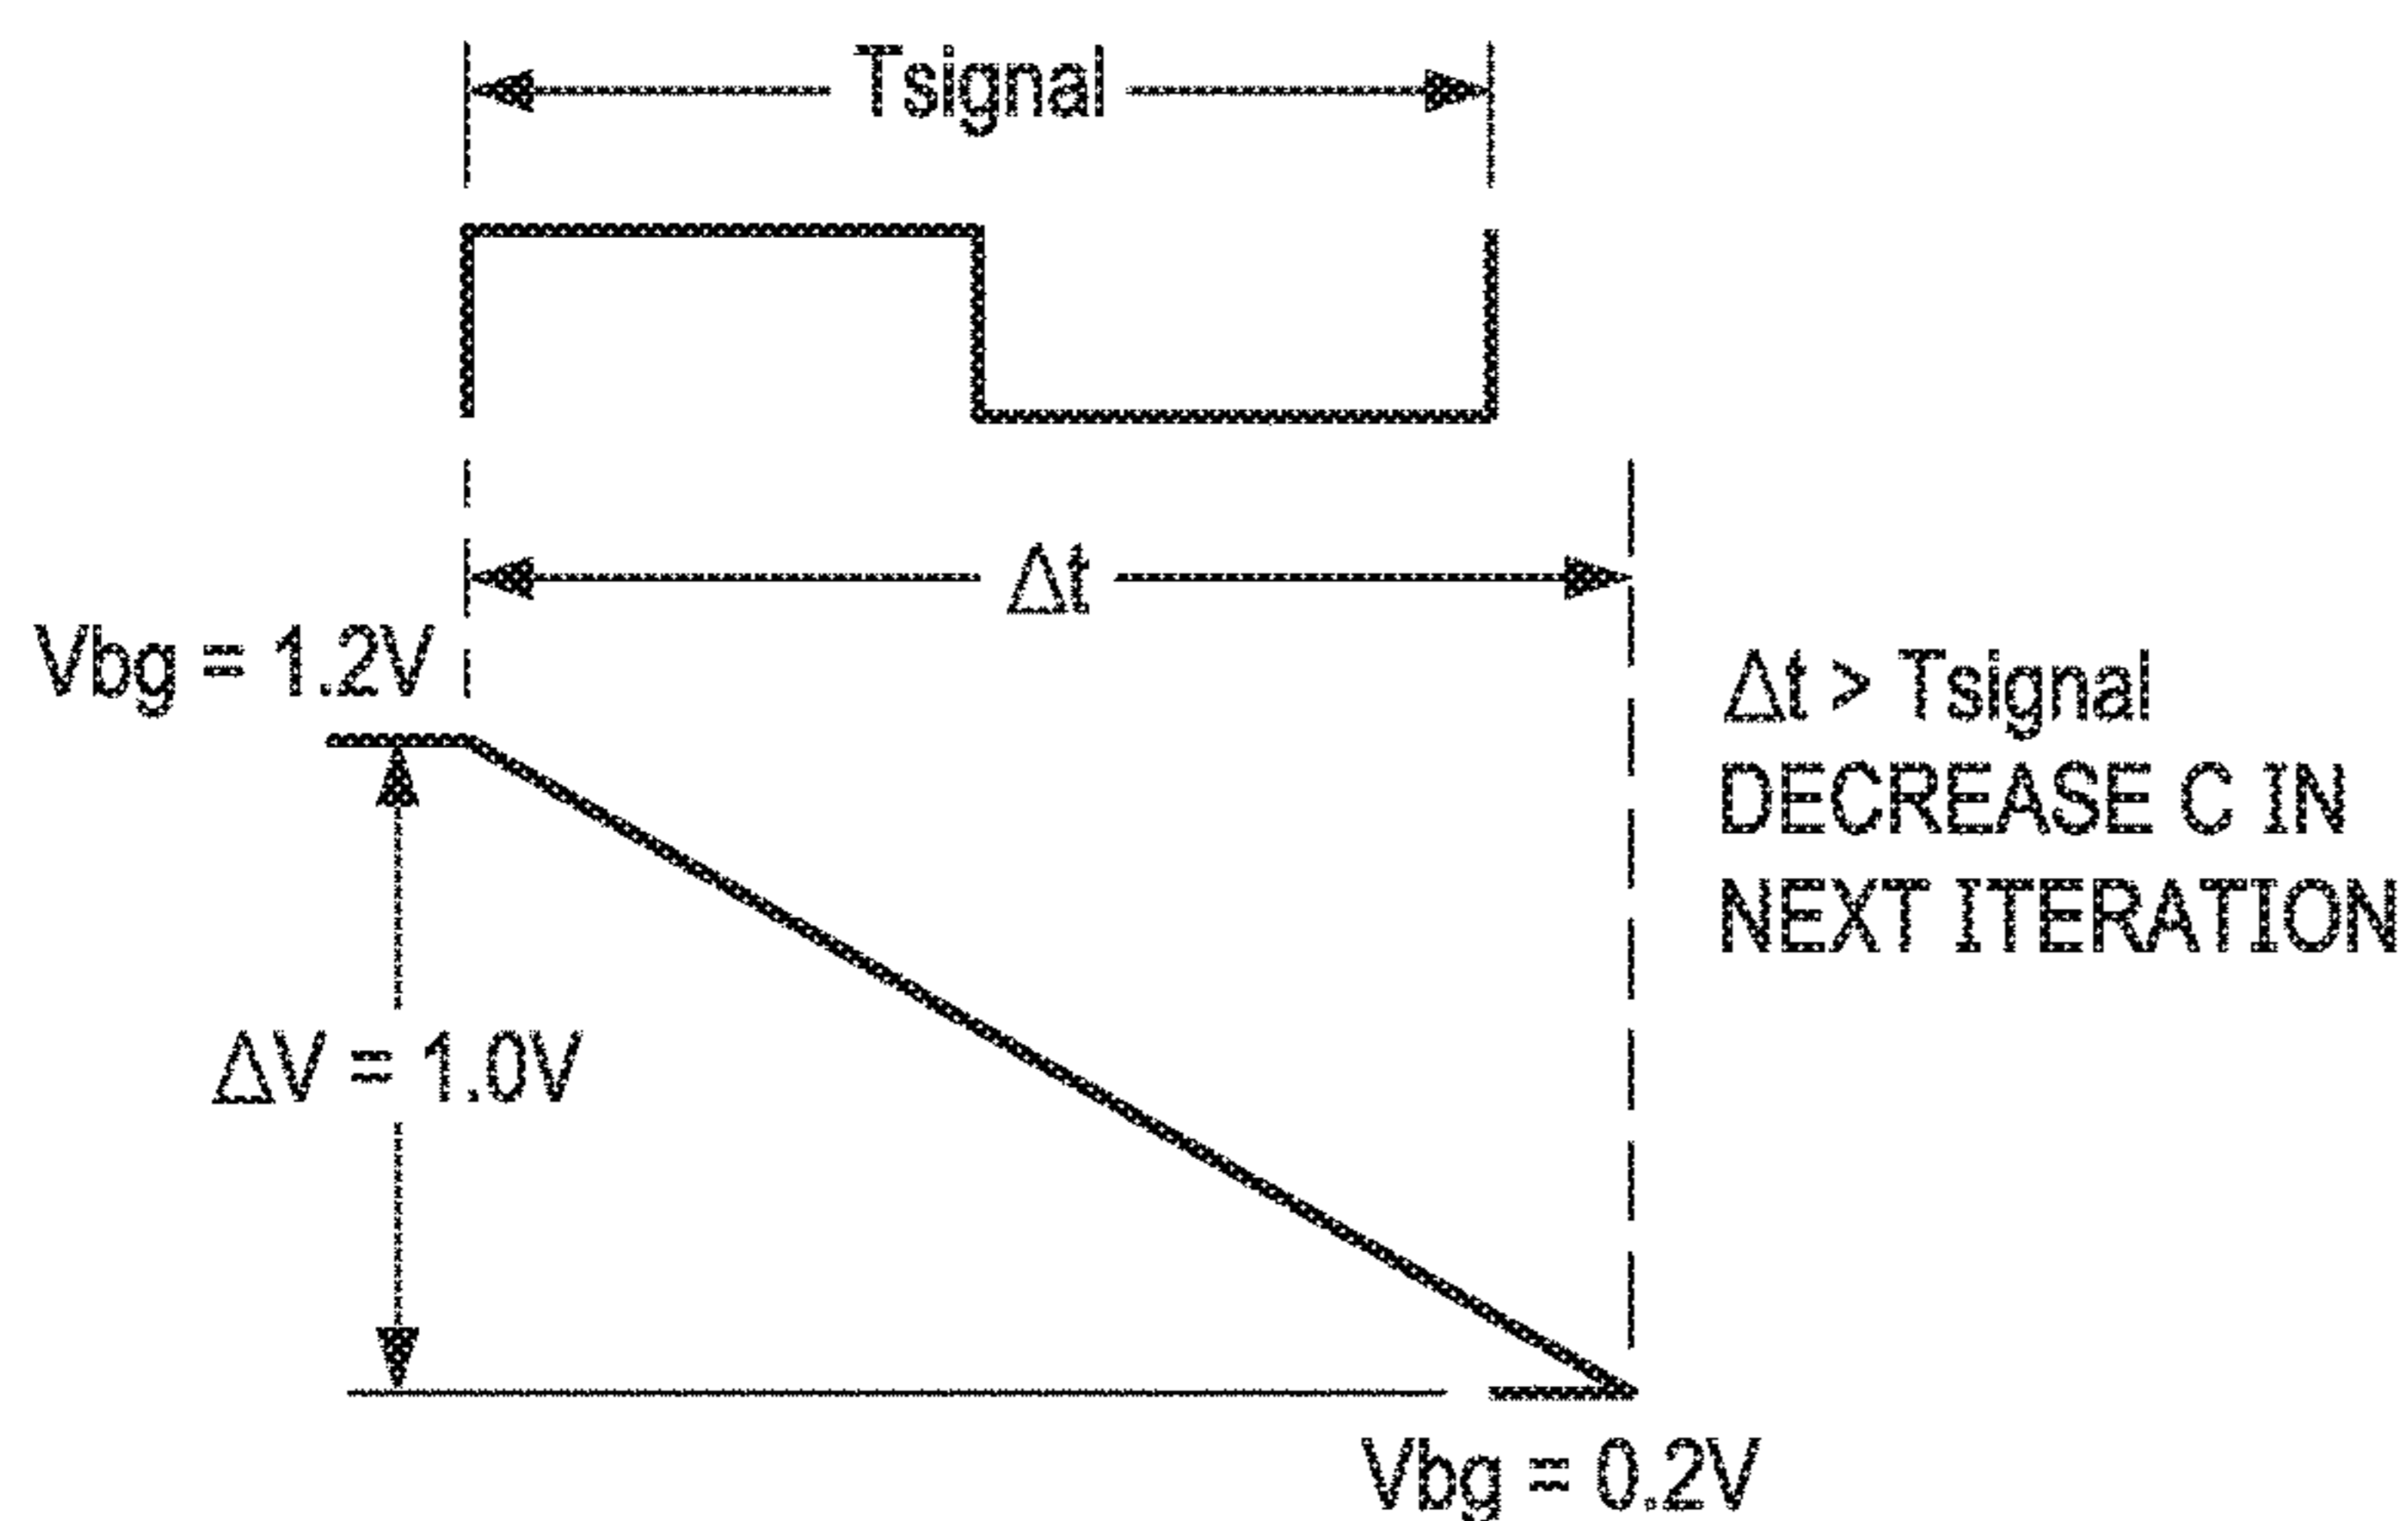 Tsignal
Δt
Vbg = 1.2V
Δt > Tsignal
DECREASE C IN
NEXT ITERATION
ΔV = 1.0V
Vbg = 0.2V